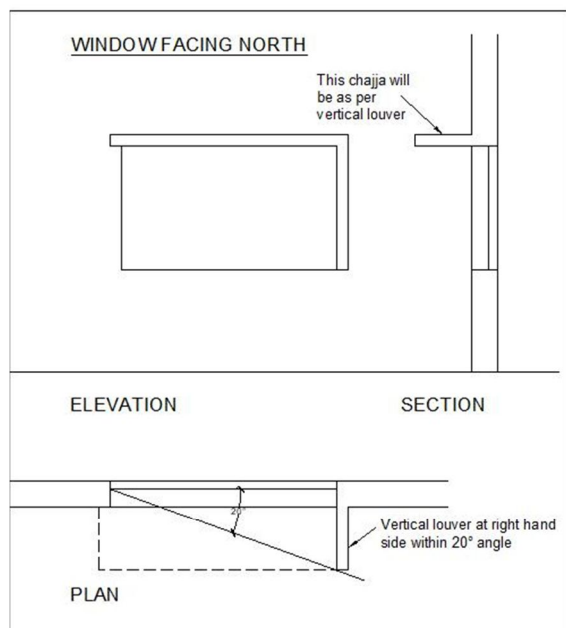 WINDOW FACING NORTH
This chajja will
be as per
vertical louver
ELEVATION
SECTION
20°
Vertical louver at right hand
side within 20° angle
PLAN